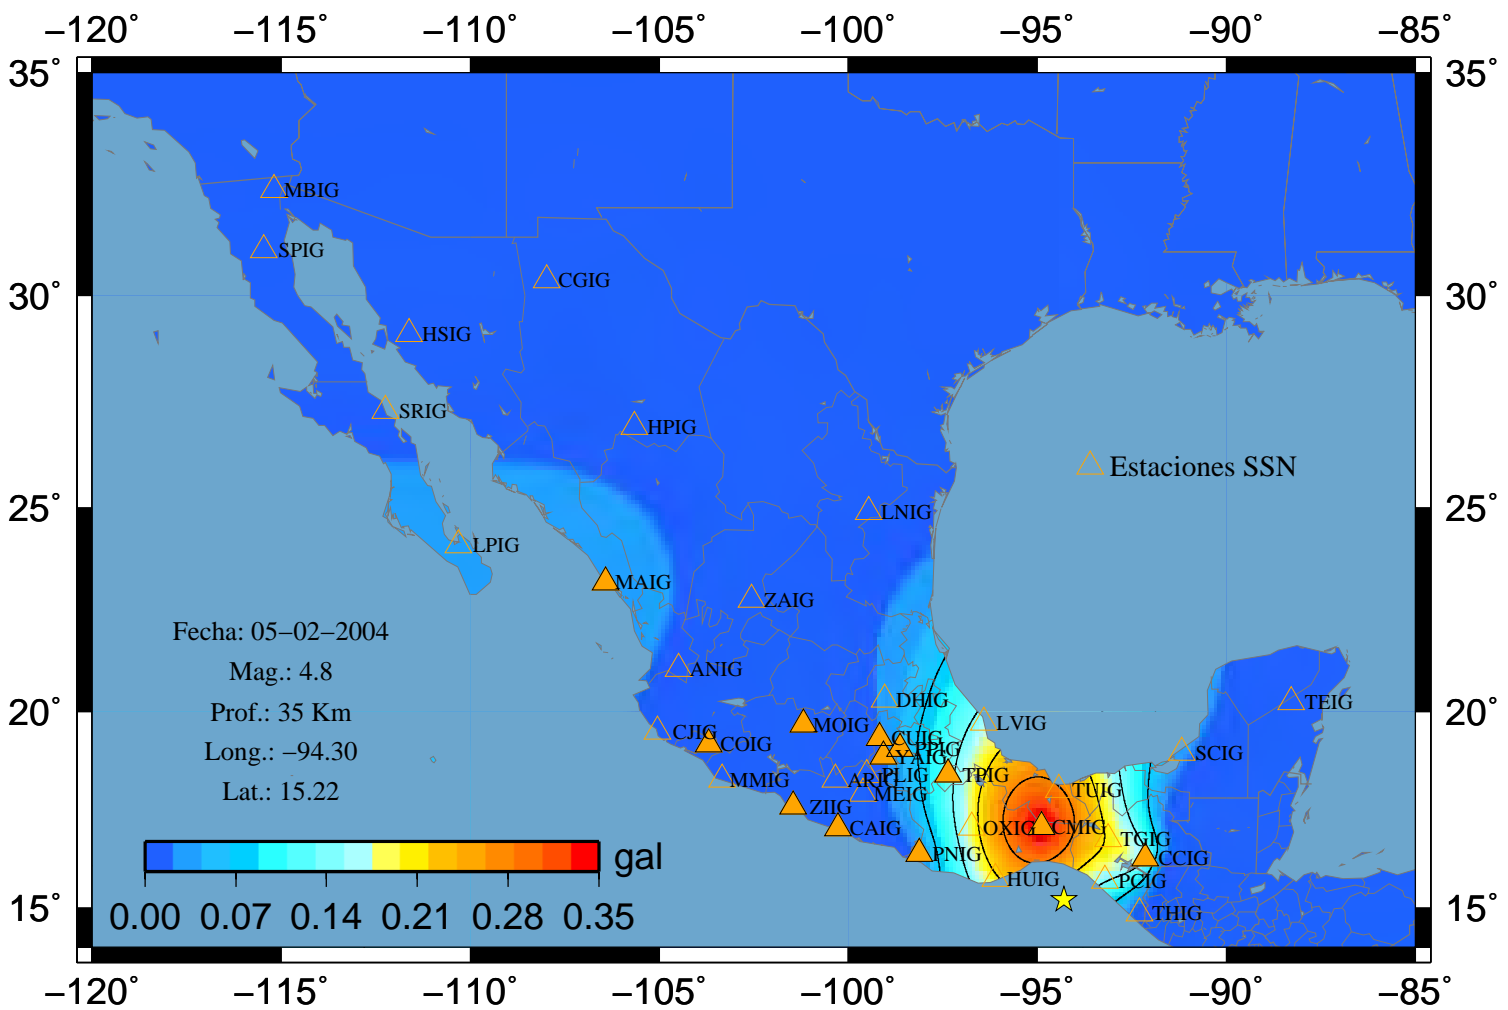 −120˚ −115˚ −110˚ −105˚ −100˚ −95˚ −90˚ −85˚
35˚ 35˚
MBIG
SPIG
CGIG
30˚ 30˚
HSIG
SRIG
HPIG
Estaciones SSN
25˚ LNIG 25˚
LPIG
MAIG
ZAIG
Fecha: 05−02−2004
Mag.: 4.8
ANIG
DHIG
TEIG
Prof.: 35 Km
20˚ 20˚
MOIG
LVIG
CJIG
COIG
CUIG
PPIG
YAIG
SCIG
Long.: −94.30
MMIG
ARIG
PLIG
TPIG
MEIG
TUIG
Lat.: 15.22
ZIIG
CAIG
OXIG
CMIG
TGIG
PNIG
CCIG
gal
HUIG
PCIG
THIG
0.00 0.07 0.14 0.21 0.28 0.35
15˚ 15˚
−120˚ −115˚ −110˚ −105˚ −100˚ −95˚ −90˚ −85˚